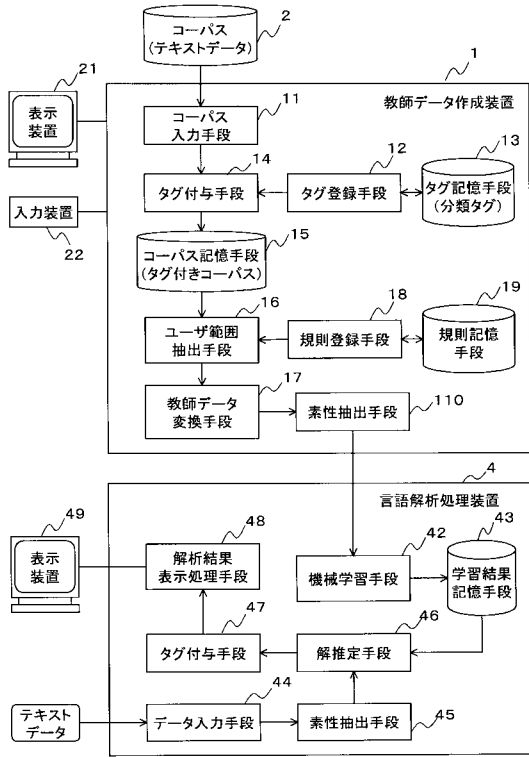 コーパス
(テキストデータ)
2
21
表示
装置
1
教師データ作成装置
コーパス
入力手段
11
14
タグ付与手段
12
タグ登録手段
13
タグ記憶手段
(分類タグ)
入力装置
22
15
コーパス記憶手段
(タグ付きコーパス)
16
ユーザ範囲
抽出手段
18
規則登録手段
19
規則記憶
手段
17
教師データ
変換手段
素性抽出手段
110
4
言語解析処理装置
49
表示
装置
48
解析結果
表示処理手段
42
機械学習手段
43
学習結果
記憶手段
47
タグ付与手段
46
解推定手段
44
テキスト
データ
データ入力手段
素性抽出手段
45